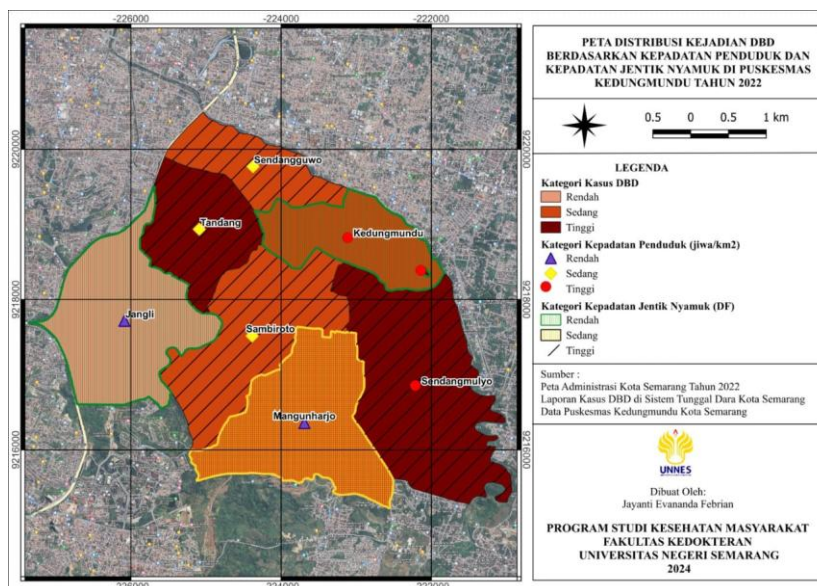 -226000
-224000
-222000
9220000
9218000
9216000
9220000
9218000
9216000
-226000
-224000
-222000
Sendangguwo
Tandang
Kedungmundu
Jangli
Sambiroto
Sendangmulyo
Mangunharjo
PETA DISTRIBUSI KEJADIAN DBD
BERDASARKAN KEPADATAN PENDUDUK DAN
KEPADATAN JENTIK NYAMUK DI PUSKESMAS
KEDUNGMUNDU TAHUN 2022
0.5 0 0.5 1 km
LEGENDA
Kategori Kasus DBD
Rendah
Sedang
Tinggi
Kategori Kepadatan Penduduk (jiwa/km2)
Rendah
Sedang
Tinggi
Kategori Kepadatan Jentik Nyamuk (DF)
Rendah
Sedang
Tinggi
Sumber :
Peta Administrasi Kota Semarang Tahun 2022
Laporan Kasus DBD di Sistem Tunggal Dara Kota Semarang
Data Puskesmas Kedungmundu Kota Semarang
UNNES
Dibuat Oleh:
Jayanti Evananda Febrian
PROGRAM STUDI KESEHATAN MASYARAKAT
FAKULTAS KEDOKTERAN
UNIVERSITAS NEGERI SEMARANG
2024